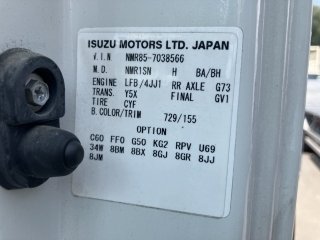 ISUZU MOTORS LTD. JAPAN
V.I.N NMR85-7038566
M.D. NMR1SN H BA/BH
ENGINE LFB/4JJ1 RR AXLE G73
TRANS. Y5X FINAL GV1
TIRE CYF
B.COLOR/TRIM 729/155
OPTION
C60 FF0 G50 KG2 RPV U69
34W 8BM 8BX 8GJ 8GR 8JJ
8JM